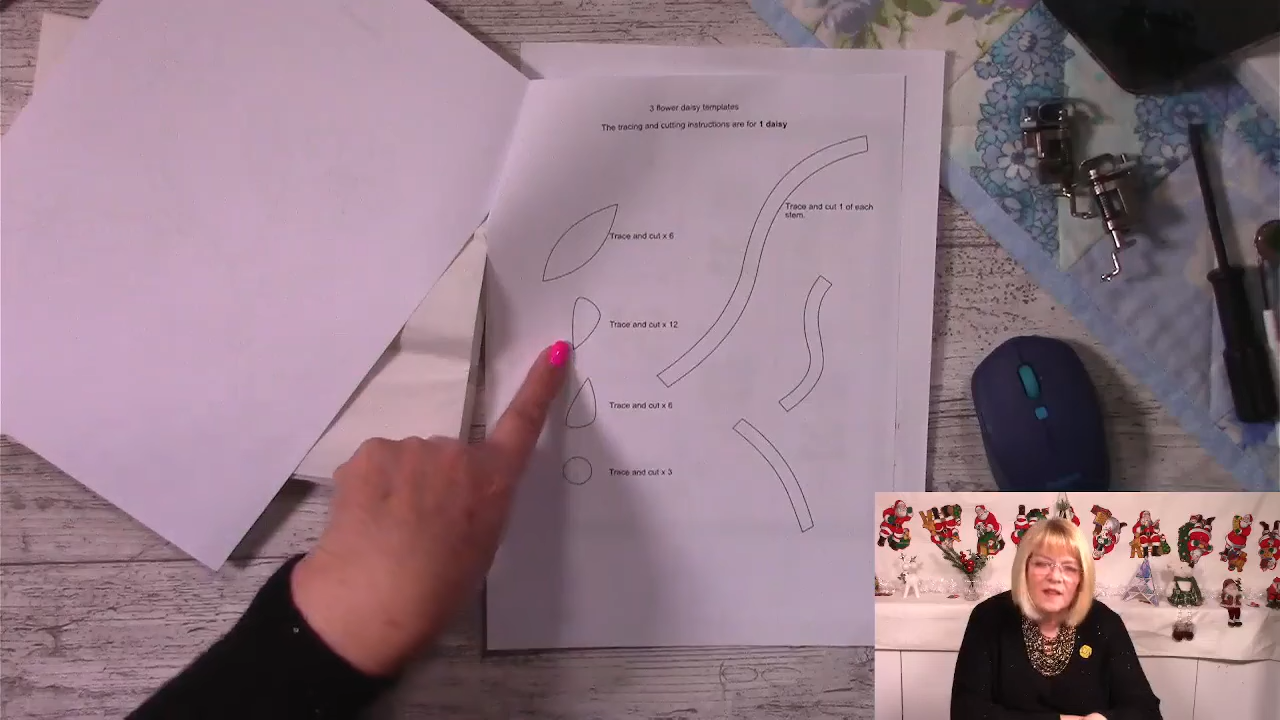 3 flower daisy templates
The tracing and cutting instructions are for 1 daisy
Trace and cut 1 of each
stem.
Trace and cut x 6
Trace and cut x 12
Trace and cut x 6
Trace and cut x 3